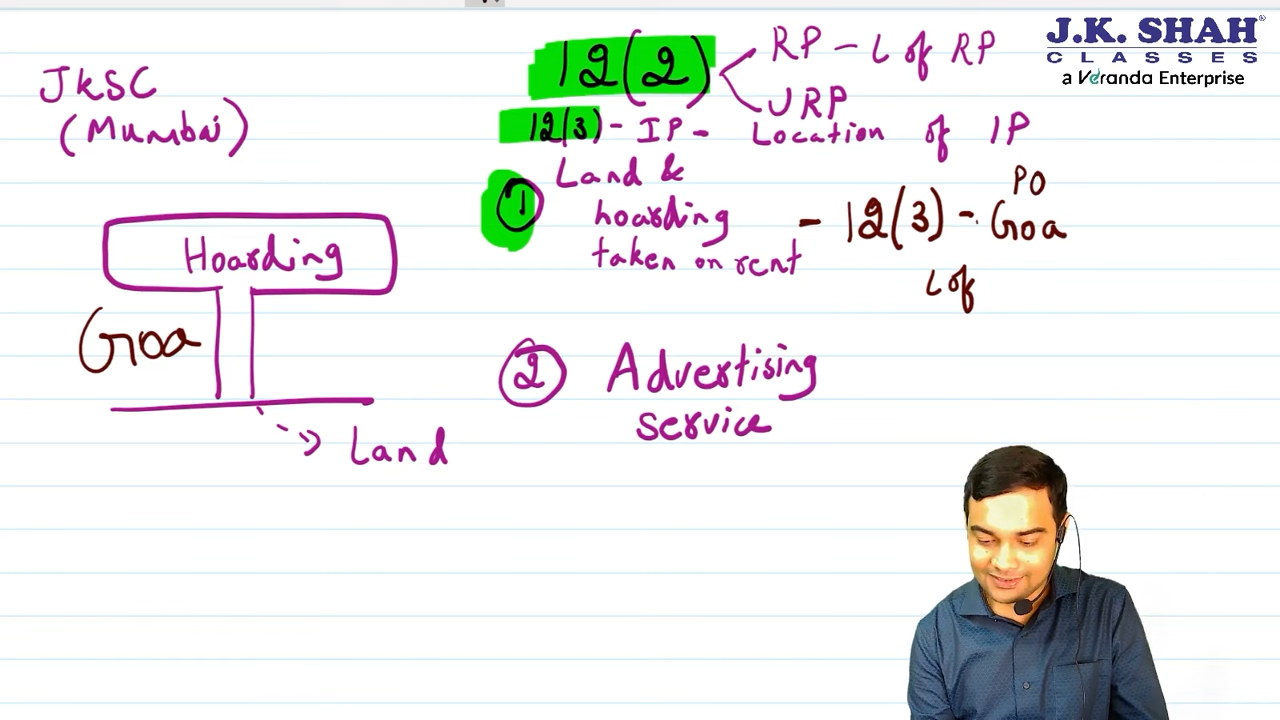 J.K. SHAH®
CLASSES
a Veranda Enterprise
JKSC
(Mumbai)
12(2)
RP - L of RP
URP
12(3) - IP - Location of IP
① Land &
hoarding
taken on rent
- 12(3) - Goa
PO
L of
Hoarding
Goa
Land
② Advertising
service